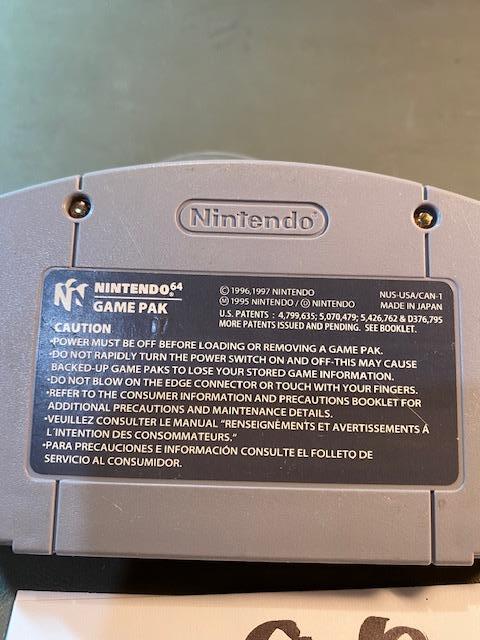 Nintendo
NINTENDO 64
GAME PAK
© 1996,1997 NINTENDO
Ⓜ 1995 NINTENDO / Ⓓ NINTENDO
NUS-USA/CAN-1
MADE IN JAPAN
U.S. PATENTS : 4,799,635; 5,070,479; 5,426,762 & D376,795
MORE PATENTS ISSUED AND PENDING. SEE BOOKLET.
CAUTION
•POWER MUST BE OFF BEFORE LOADING OR REMOVING A GAME PAK.
•DO NOT RAPIDLY TURN THE POWER SWITCH ON AND OFF-THIS MAY CAUSE
BACKED-UP GAME PAKS TO LOSE YOUR STORED GAME INFORMATION.
•DO NOT BLOW ON THE EDGE CONNECTOR OR TOUCH WITH YOUR FINGERS.
•REFER TO THE CONSUMER INFORMATION AND PRECAUTIONS BOOKLET FOR
ADDITIONAL PRECAUTIONS AND MAINTENANCE DETAILS.
•VEUILLEZ CONSULTER LE MANUAL "RENSEIGNÉMENTS ET AVERTISSEMENTS À
L'INTENTION DES CONSOMMATEURS."
•PARA PRECAUCIONES E INFORMACIÓN CONSULTE EL FOLLETO DE
SERVICIO AL CONSUMIDOR.